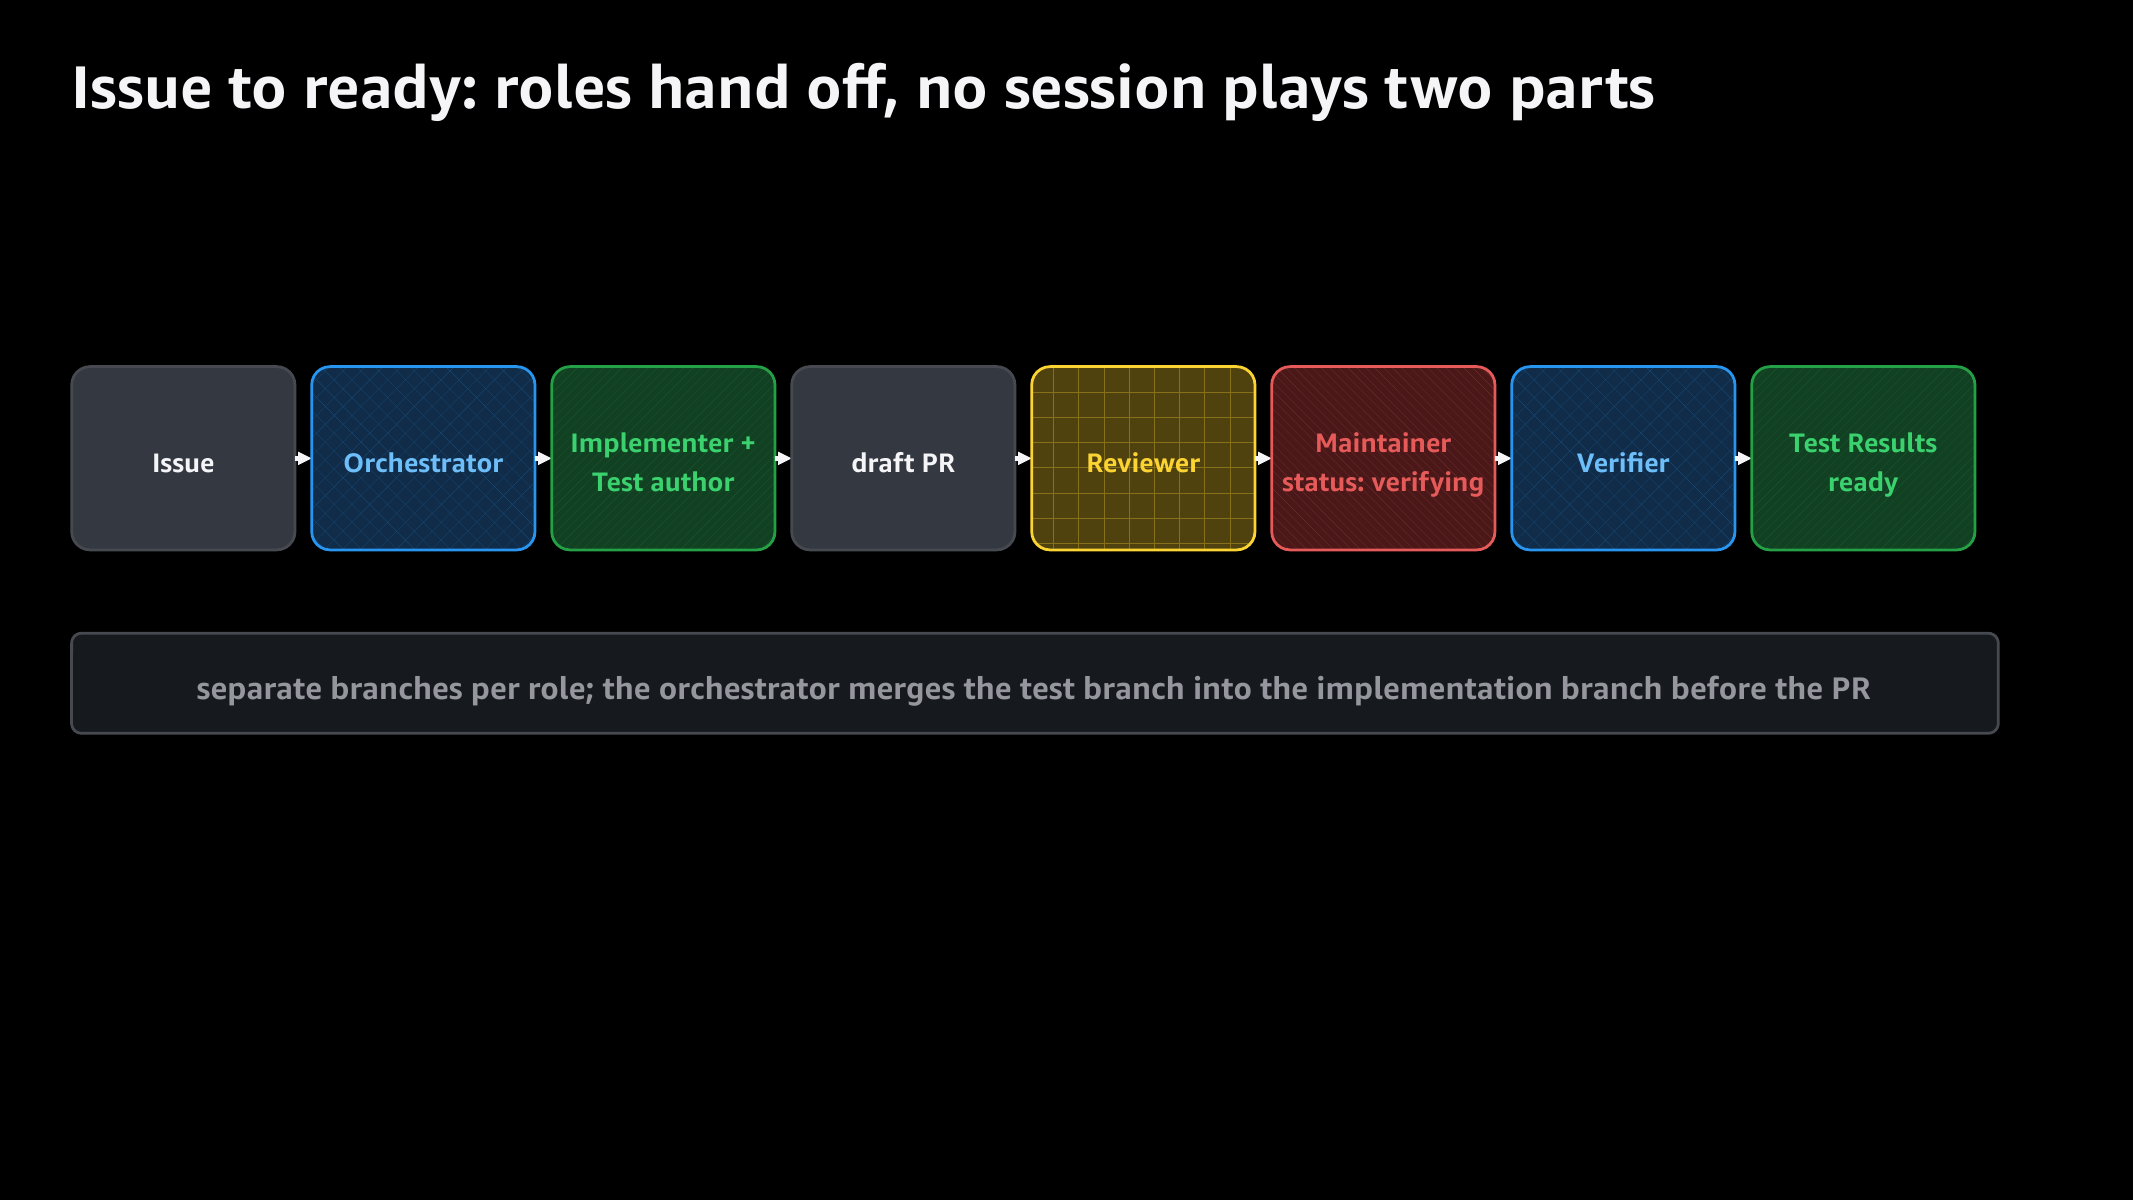 Issue to ready: roles hand off, no session plays two parts
Issue
Orchestrator
Implementer +
Test author
draft PR
Reviewer
Maintainer
status: verifying
Verifier
Test Results
ready
separate branches per role; the orchestrator merges the test branch into the implementation branch before the PR